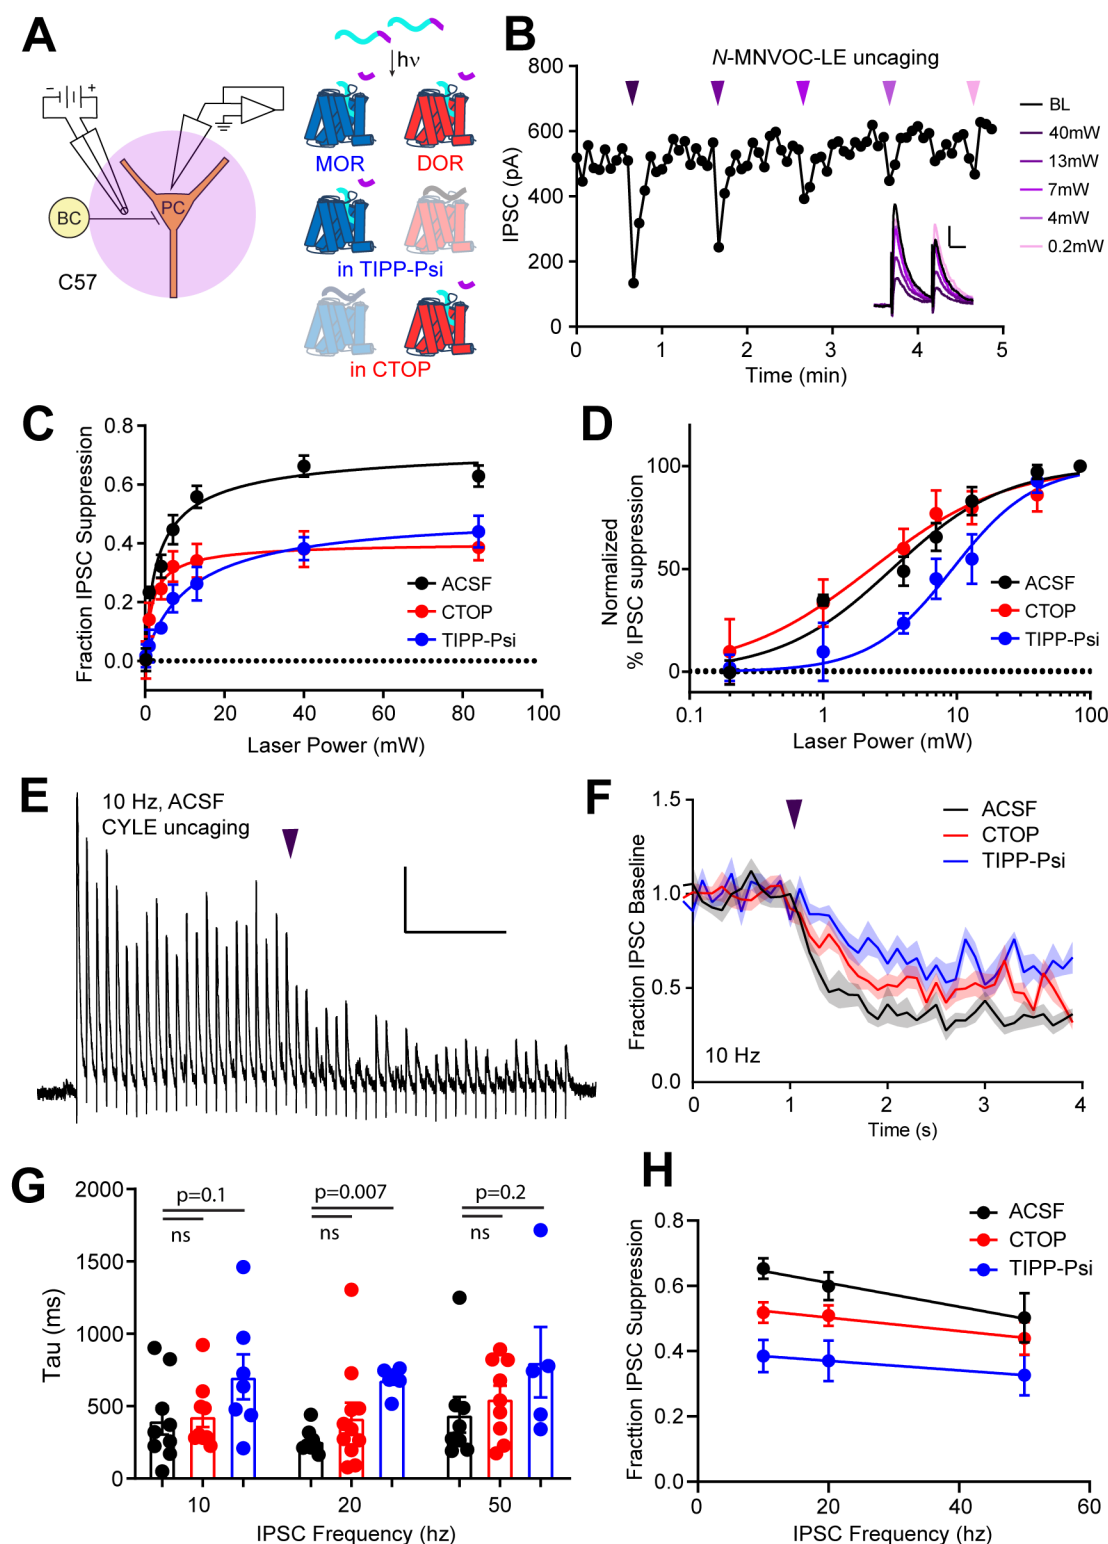 A
hν
MOR
DOR
in TIPP-Psi
in CTOP
− +
BC
PC
C57
B
N-MNVOC-LE uncaging
BL
40mW
13mW
7mW
4mW
0.2mW
IPSC (pA)
800
600
400
200
0
0 1 2 3 4 5
Time (min)
C
Fraction IPSC Suppression
0.8
0.6
0.4
0.2
0.0
ACSF
CTOP
TIPP-Psi
0 20 40 60 80 100
Laser Power (mW)
D
Normalized
% IPSC suppression
100
50
0
ACSF
CTOP
TIPP-Psi
0.1 1 10 100
Laser Power (mW)
E
10 Hz, ACSF
CYLE uncaging
F
Fraction IPSC Baseline
1.5
1.0
0.5
0.0
ACSF
CTOP
TIPP-Psi
10 Hz
0 1 2 3 4
Time (s)
G
Tau (ms)
2000
1500
1000
500
0
p=0.1
ns
p=0.007
ns
p=0.2
ns
10 20 50
IPSC Frequency (hz)
H
Fracttion IPSC Suppression
0.8
0.6
0.4
0.2
0.0
ACSF
CTOP
TIPP-Psi
0 20 40 60
IPSC Frequency (hz)